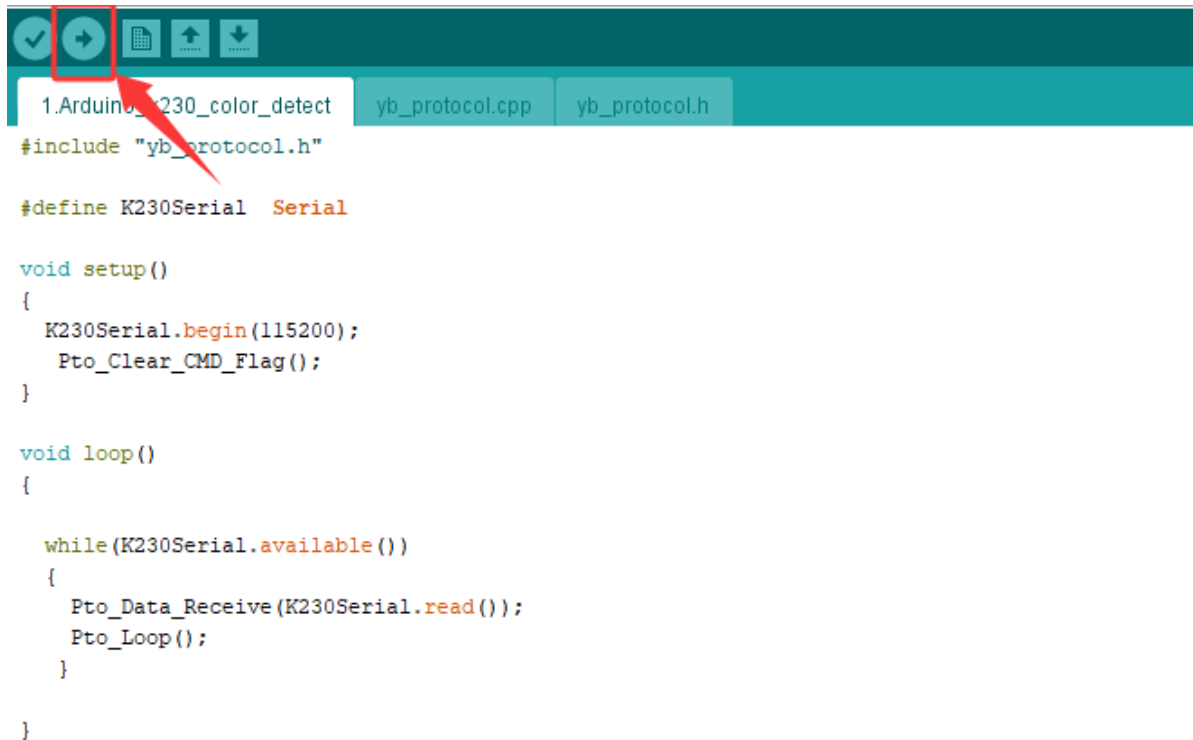 1.Arduino_k230_color_detect yb_protocol.cpp yb_protocol.h
#include "yb_protocol.h"
#define K230Serial  Serial
void setup()
{
  K230Serial.begin(115200);
   Pto_Clear_CMD_Flag();
}
void loop()
{
  while(K230Serial.available())
  {
    Pto_Data_Receive(K230Serial.read());
    Pto_Loop();
   }
}